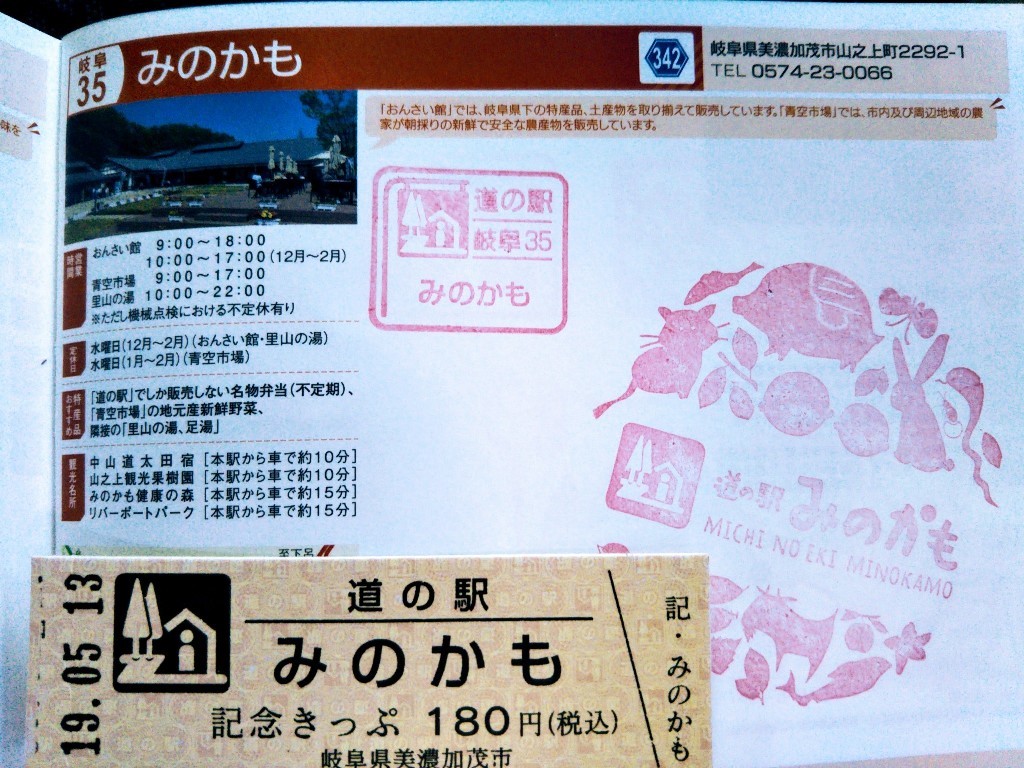 味を
岐阜
35
みのかも
342
岐阜県美濃加茂市山之上町2292-1
TEL 0574-23-0066
「おんさい館」では、岐阜県下の特産品、土産物を取り揃えて販売しています。「青空市場」では、市内及び周辺地域の農
家が朝採りの新鮮で安全な農産物を販売しています。
営業時間
おんさい館 9:00～18:00
10:00～17:00(12月～2月)
青空市場 9:00～17:00
里山の湯 10:00～22:00
※ただし機械点検における不定休有り
定休日
水曜日(12月～2月)(おんさい館・里山の湯)
水曜日(1月～2月)(青空市場)
特産品おすすめ
「道の駅」でしか販売しない名物弁当(不定期)、
「青空市場」の地元産新鮮野菜、
隣接の「里山の湯、足湯」
観光名所
中山道太田宿 [本駅から車で約10分]
山之上観光果樹園 [本駅から車で約10分]
みのかも健康の森 [本駅から車で約15分]
リバーポートパーク [本駅から車で約15分]
至下呂
道の駅
岐阜35
みのかも
道の駅 みのかも
MICHI NO EKI MINOKAMO
19.05.13
道の駅
みのかも
記念きっぷ 180円(税込)
岐阜県美濃加茂市
記・みのかも